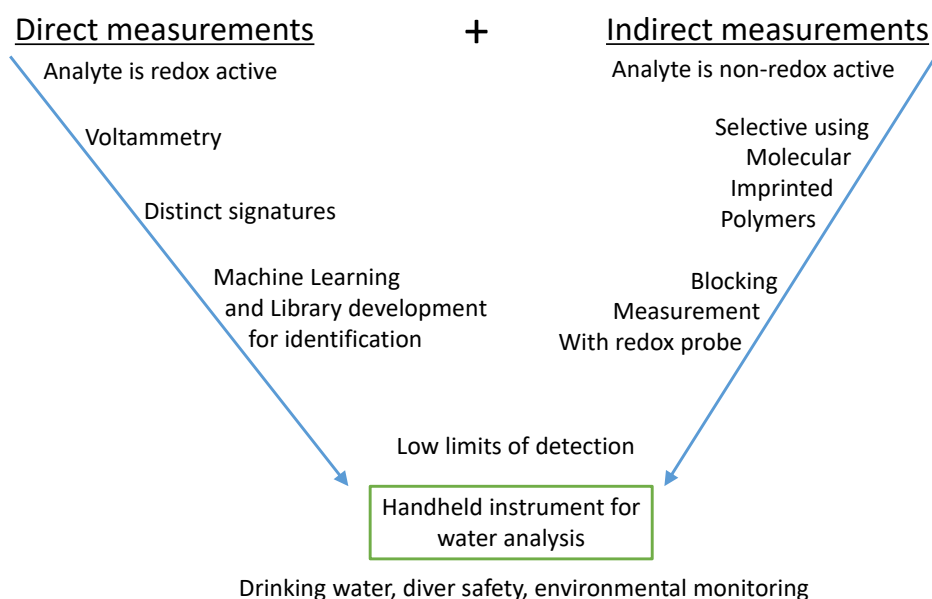 Direct measurements + Indirect measurements
Analyte is redox active
Voltammetry
Distinct signatures
Machine Learning
and Library development
for identification
Analyte is non-redox active
Selective using
Molecular
Imprinted
Polymers
Blocking
Measurement
With redox probe
Low limits of detection
Handheld instrument for
water analysis
Drinking water, diver safety, environmental monitoring